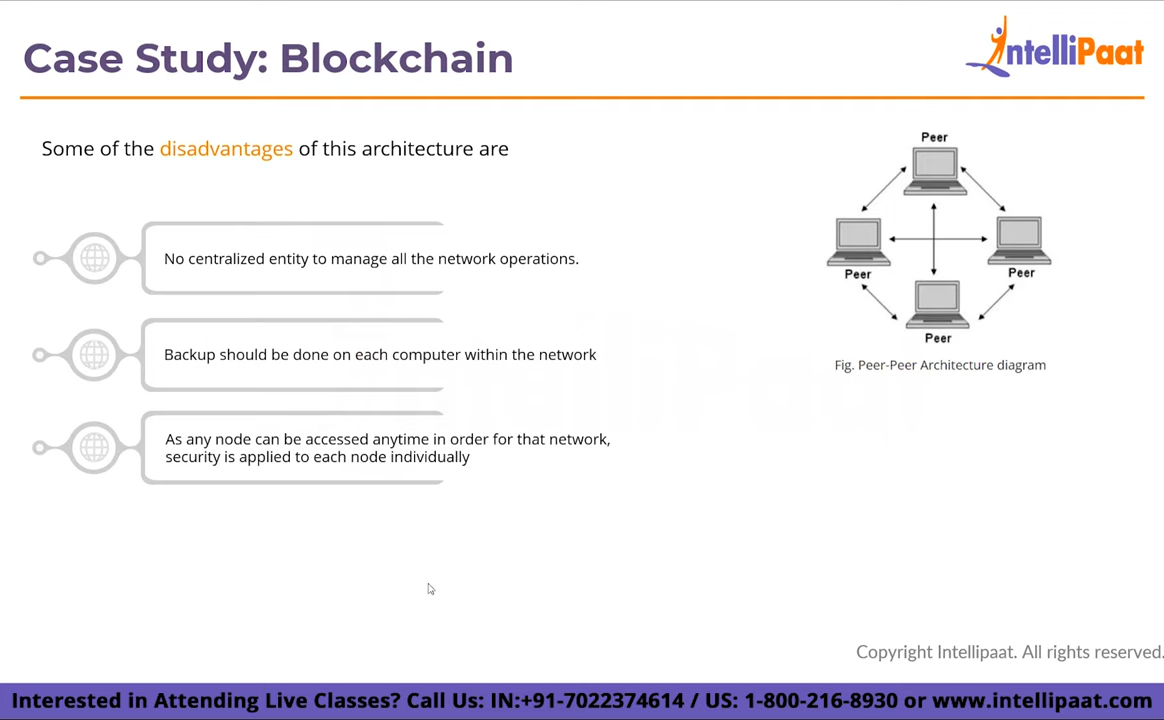 Case Study: Blockchain
IntelliPaat
Some of the disadvantages of this architecture are
No centralized entity to manage all the network operations.
Backup should be done on each computer within the network
As any node can be accessed anytime in order for that network,
security is applied to each node individually
Peer
Peer
Peer
Peer
Fig. Peer-Peer Architecture diagram
Copyright Intellipaat. All rights reserved.
Interested in Attending Live Classes? Call Us: IN:+91-7022374614 / US: 1-800-216-8930 or www.intellipaat.com